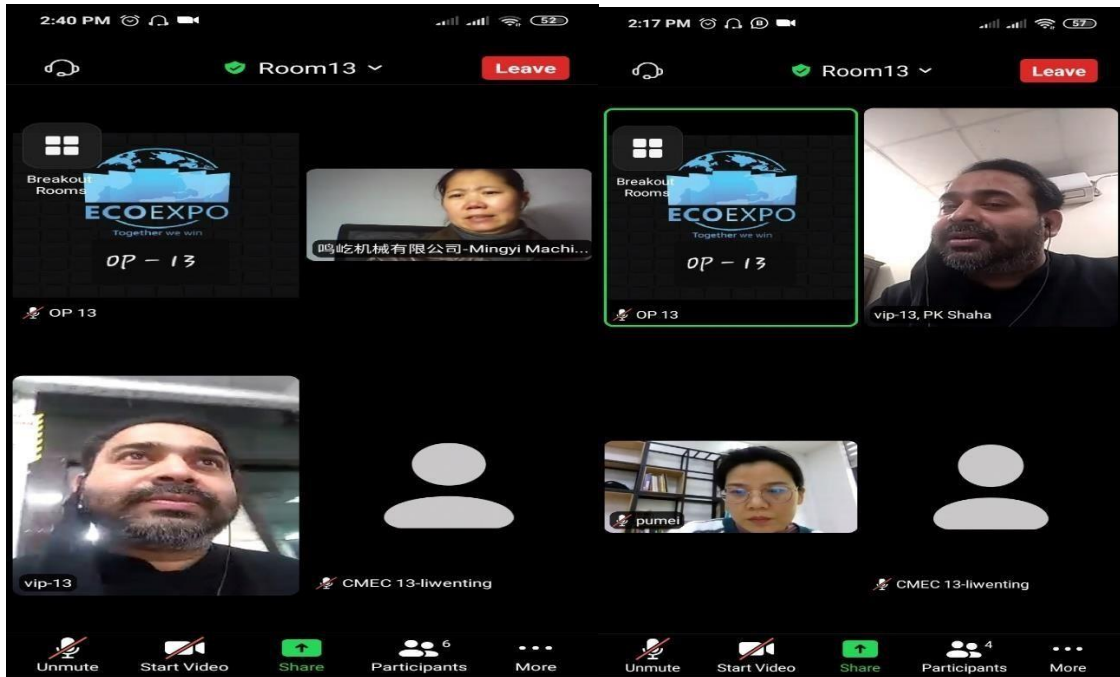 2:40 PM
52
Room13
Leave
Breakout
Rooms
ECOEXPO
Together we win
OP - 13
OP 13
鸣屹机械有限公司-Mingyi Machi...
vip-13
CMEC 13-liwenting
Unmute
Start Video
Share
6
Participants
More
2:17 PM
57
Room13
Leave
Breakout
Rooms
ECOEXPO
Together we win
OP - 13
OP 13
vip-13, PK Shaha
pumei
CMEC 13-liwenting
Unmute
Start Video
Share
4
Participants
More